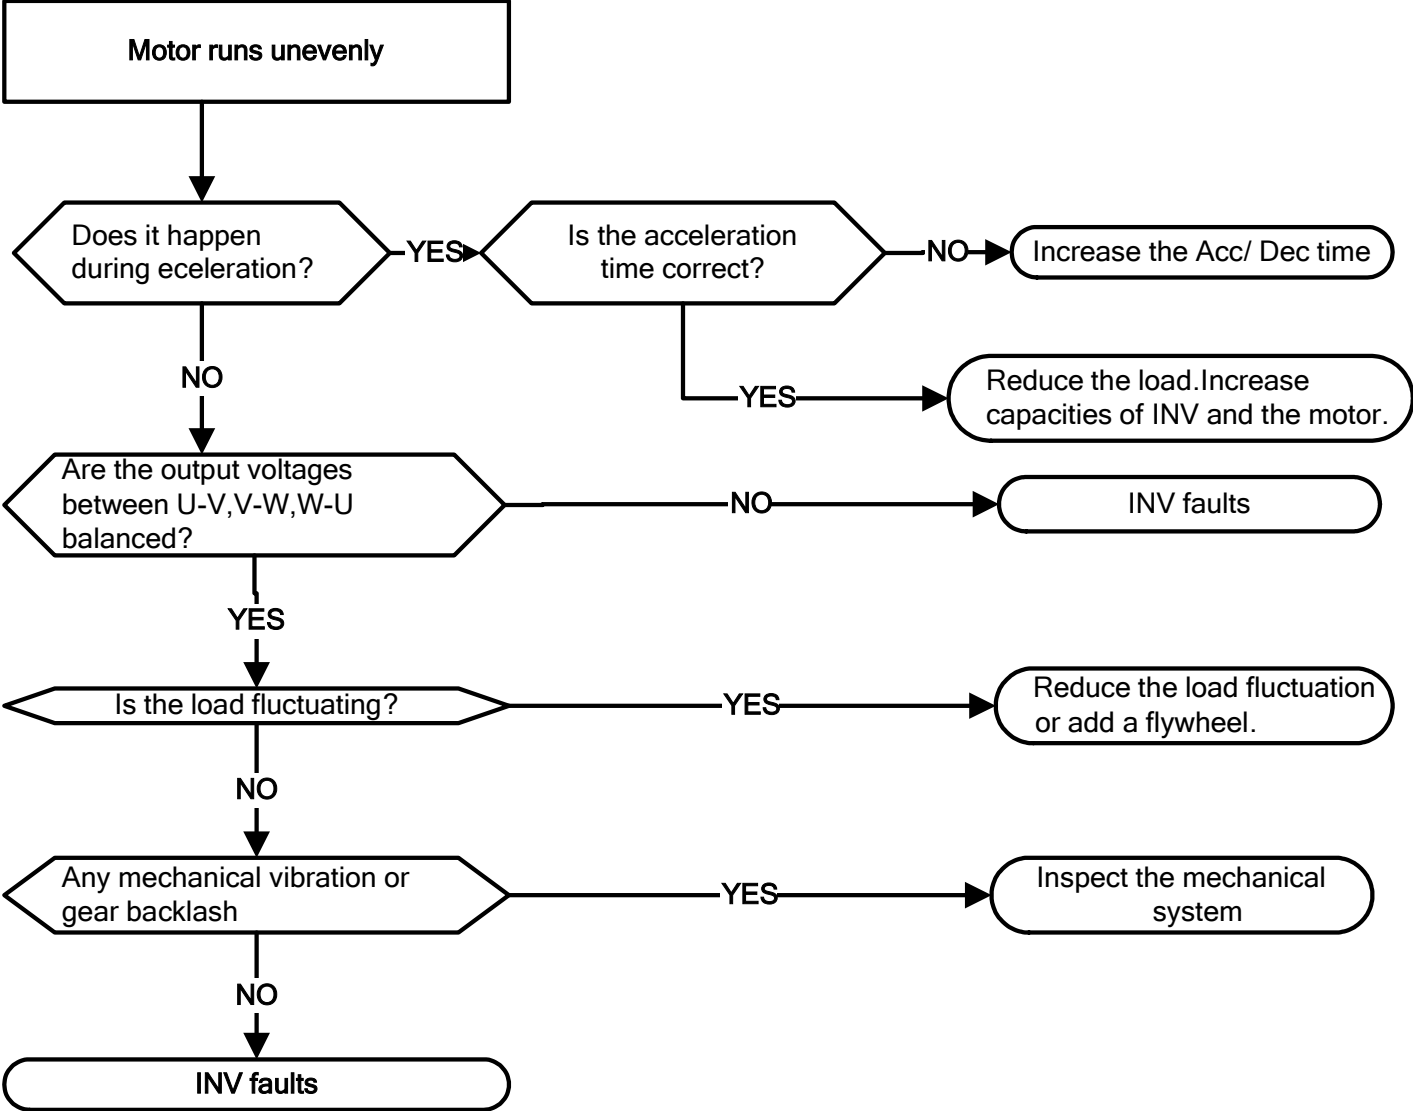 Motor runs unevenly
Does it happen
during eceleration?
YES
Is the acceleration
time correct?
NO
Increase the Acc/ Dec time
NO
YES
Reduce the load.Increase
capacities of INV and the motor.
Are the output voltages
between U-V,V-W,W-U
balanced?
NO
INV faults
YES
Is the load fluctuating?
YES
Reduce the load fluctuation
or add a flywheel.
NO
Any mechanical vibration or
gear backlash
YES
Inspect the mechanical
system
NO
INV faults